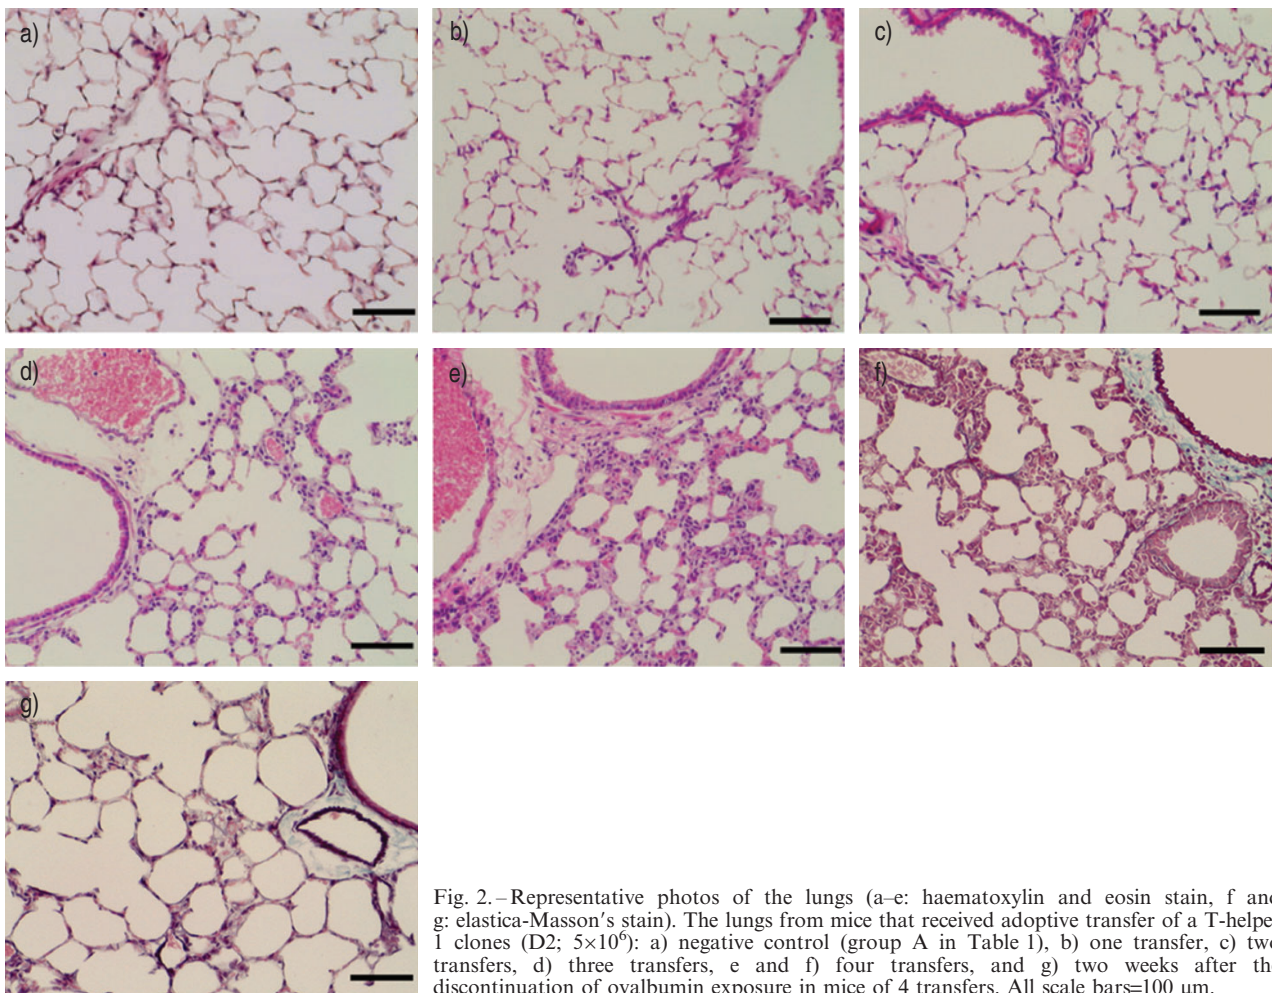 a)
b)
c)
d)
e)
f)
g)
Fig. 2. – Representative photos of the lungs (a–e: haematoxylin and eosin stain, f and
g: elastica-Masson's stain). The lungs from mice that received adoptive transfer of a T-helpe
1 clones (D2; 5×10⁶): a) negative control (group A in Table 1), b) one transfer, c) two
transfers, d) three transfers, e and f) four transfers, and g) two weeks after the
discontinuation of ovalbumin exposure in mice of 4 transfers. All scale bars=100 µm.